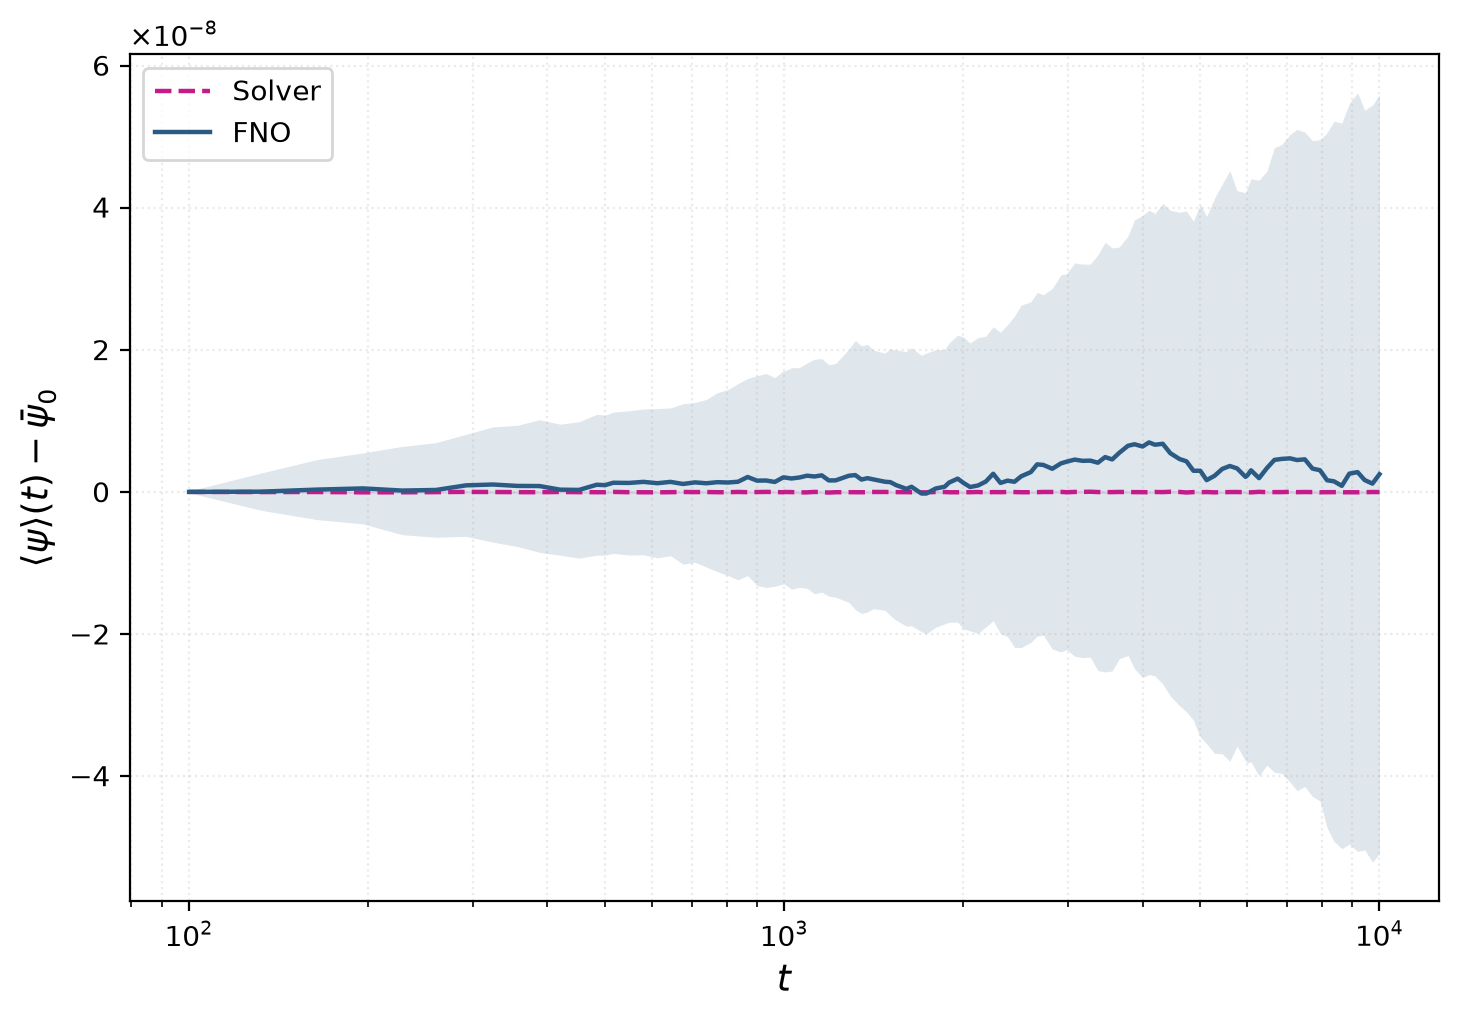 ×10⁻⁸
6
4
2
0
−2
−4
Solver
FNO
⟨ψ⟩(t) − ψ̄₀
10² 10³ 10⁴
t